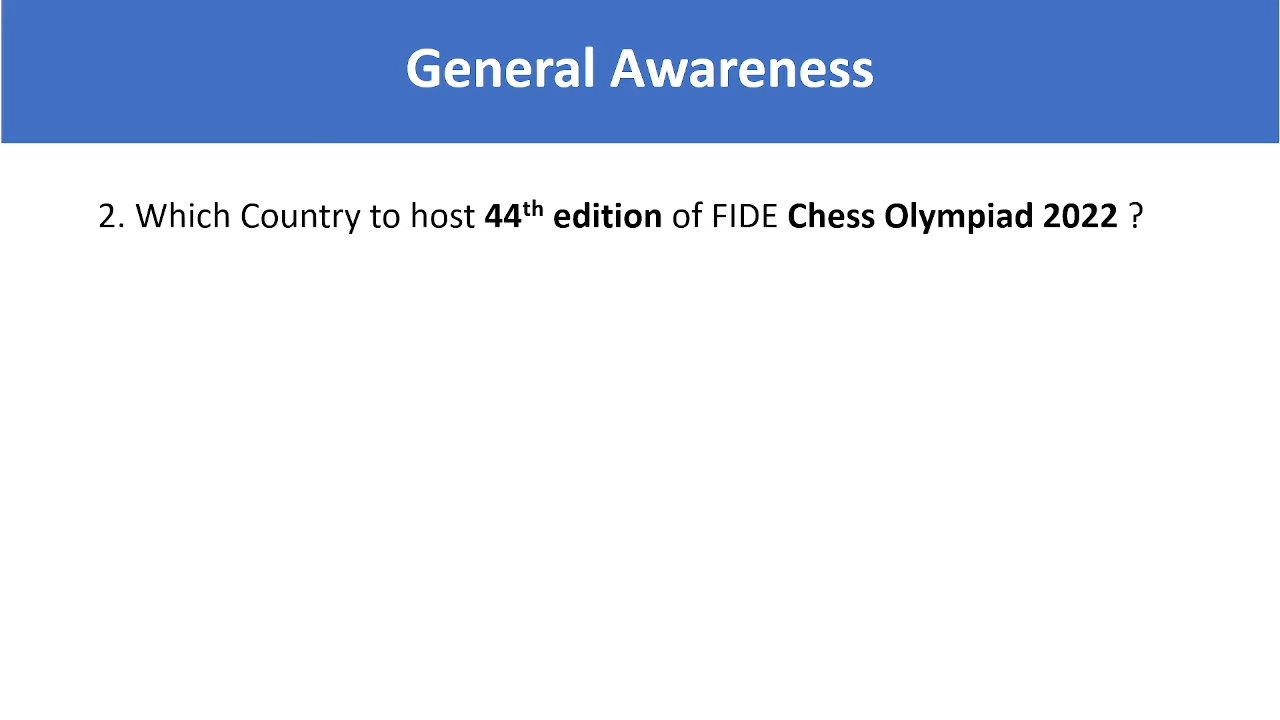 General Awareness
2. Which Country to host 44th edition of FIDE Chess Olympiad 2022 ?